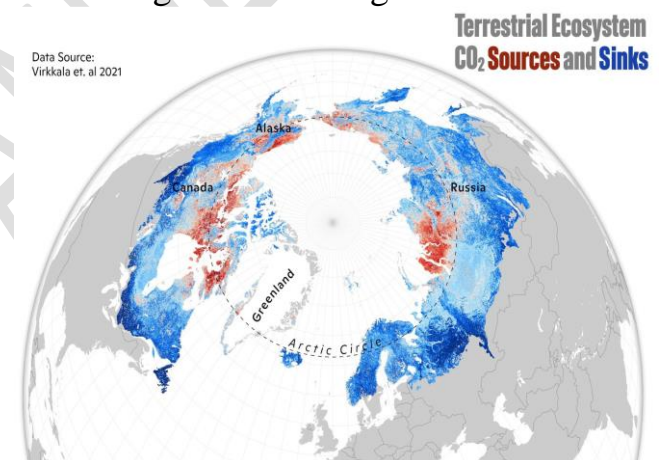 Terrestrial Ecosystem
CO₂ Sources and Sinks
Data Source:
Virkkala et. al 2021
Alaska
Canada
Russia
Greenland
Arctic Circle